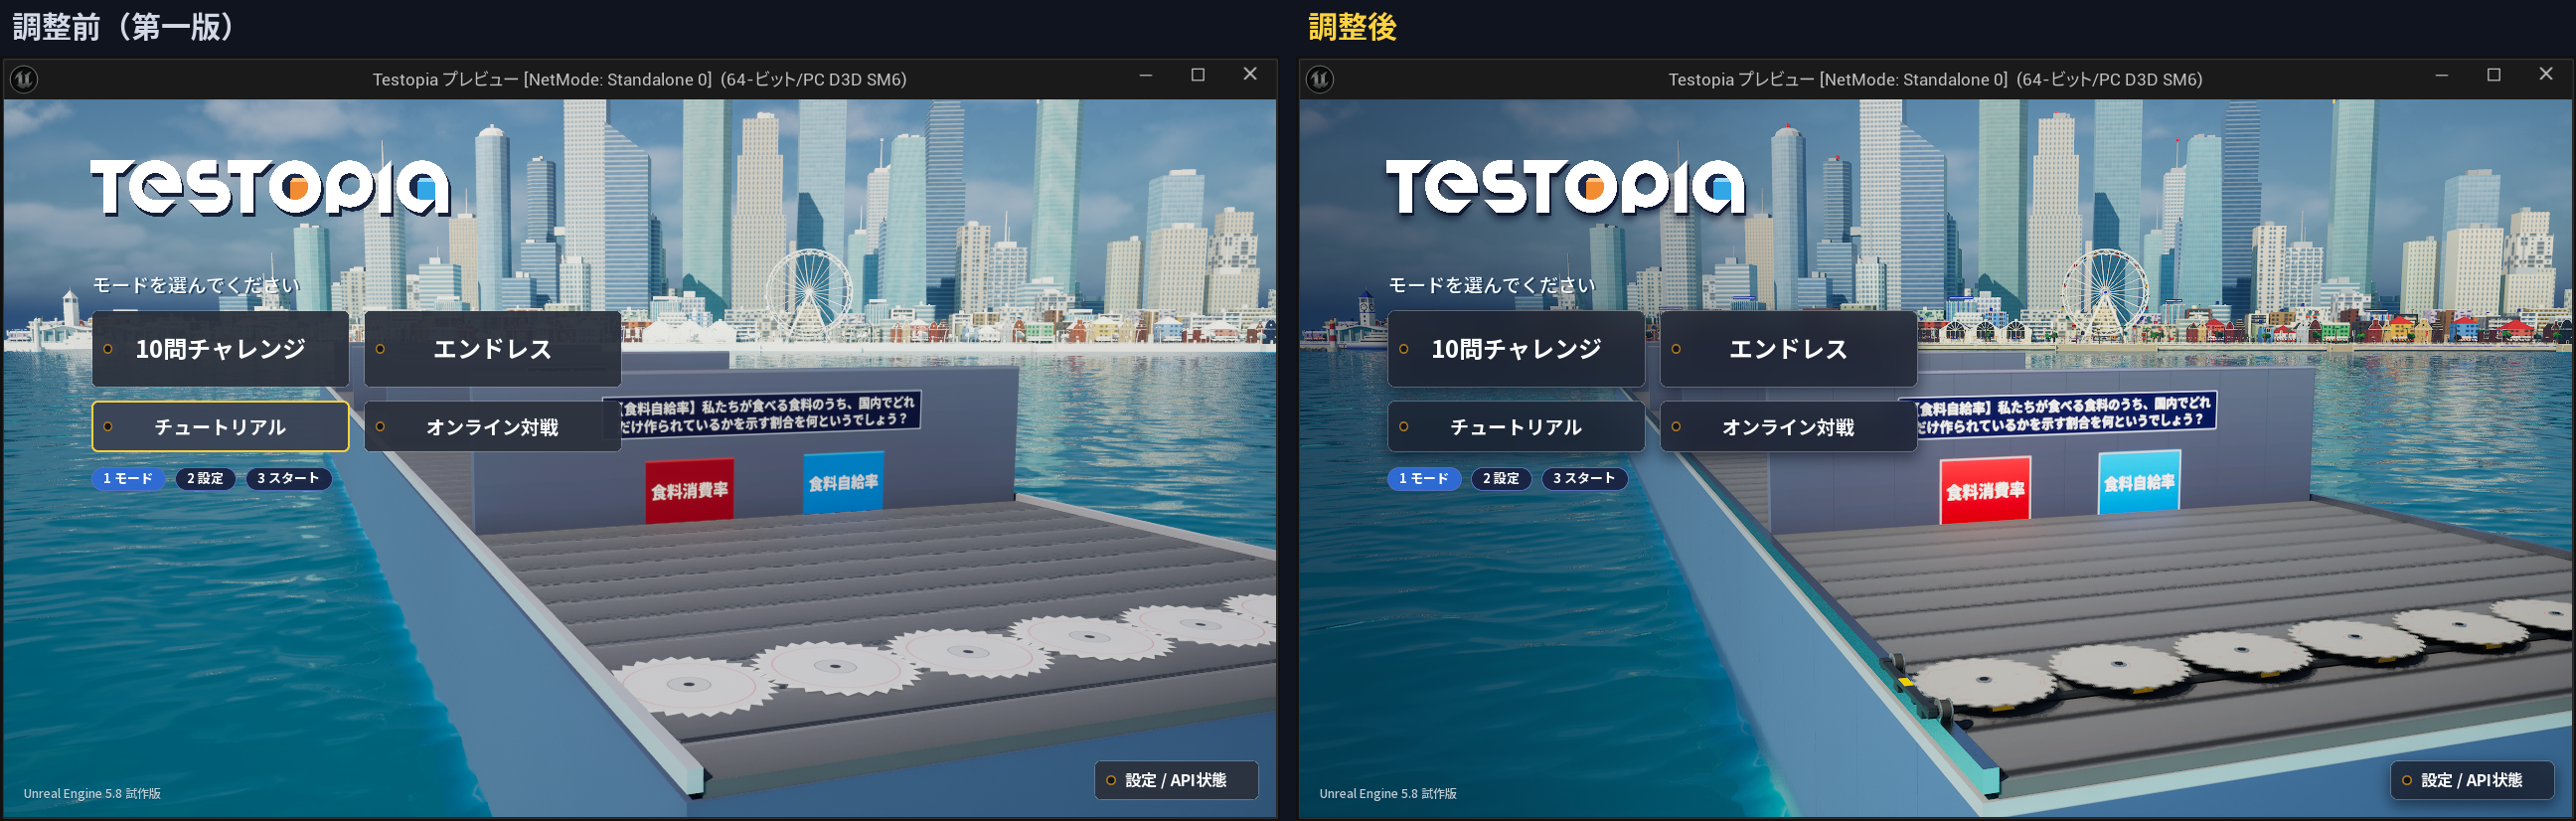 調整前（第一版）
Testopia プレビュー [NetMode: Standalone 0]  (64-ビット/PC D3D SM6)
TESTOPIA
モードを選んでください
10問チャレンジ
エンドレス
チュートリアル
オンライン対戦
【食料自給率】私たちが食べる食料のうち、国内でどれ
だけ作られているかを示す割合を何というでしょう？
1 モード
2 設定
3 スタート
食料消費率
食料自給率
設定 / API状態
Unreal Engine 5.8 試作版
調整後
Testopia プレビュー [NetMode: Standalone 0]  (64-ビット/PC D3D SM6)
TESTOPIA
モードを選んでください
10問チャレンジ
エンドレス
チュートリアル
オンライン対戦
【食料自給率】私たちが食べる食料のうち、国内でどれ
だけ作られているかを示す割合を何というでしょう？
1 モード
2 設定
3 スタート
食料消費率
食料自給率
設定 / API状態
Unreal Engine 5.8 試作版